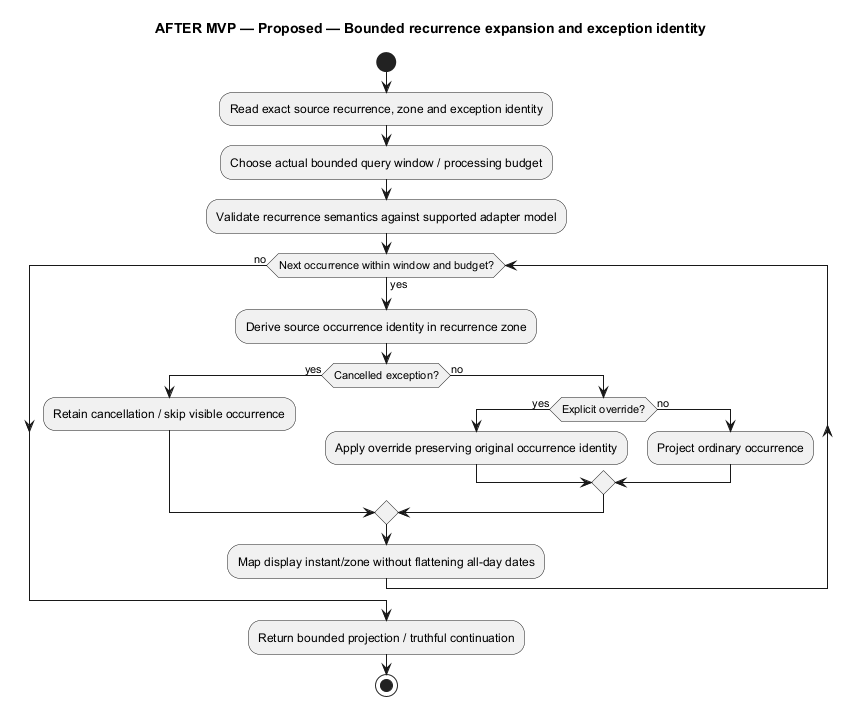 AFTER MVP — Proposed — Bounded recurrence expansion and exception identity
Read exact source recurrence, zone and exception identity
Choose actual bounded query window / processing budget
Validate recurrence semantics against supported adapter model
no
Next occurrence within window and budget?
yes
Derive source occurrence identity in recurrence zone
yes
Cancelled exception?
no
Retain cancellation / skip visible occurrence
yes
Explicit override?
no
Apply override preserving original occurrence identity
Project ordinary occurrence
Map display instant/zone without flattening all-day dates
Return bounded projection / truthful continuation